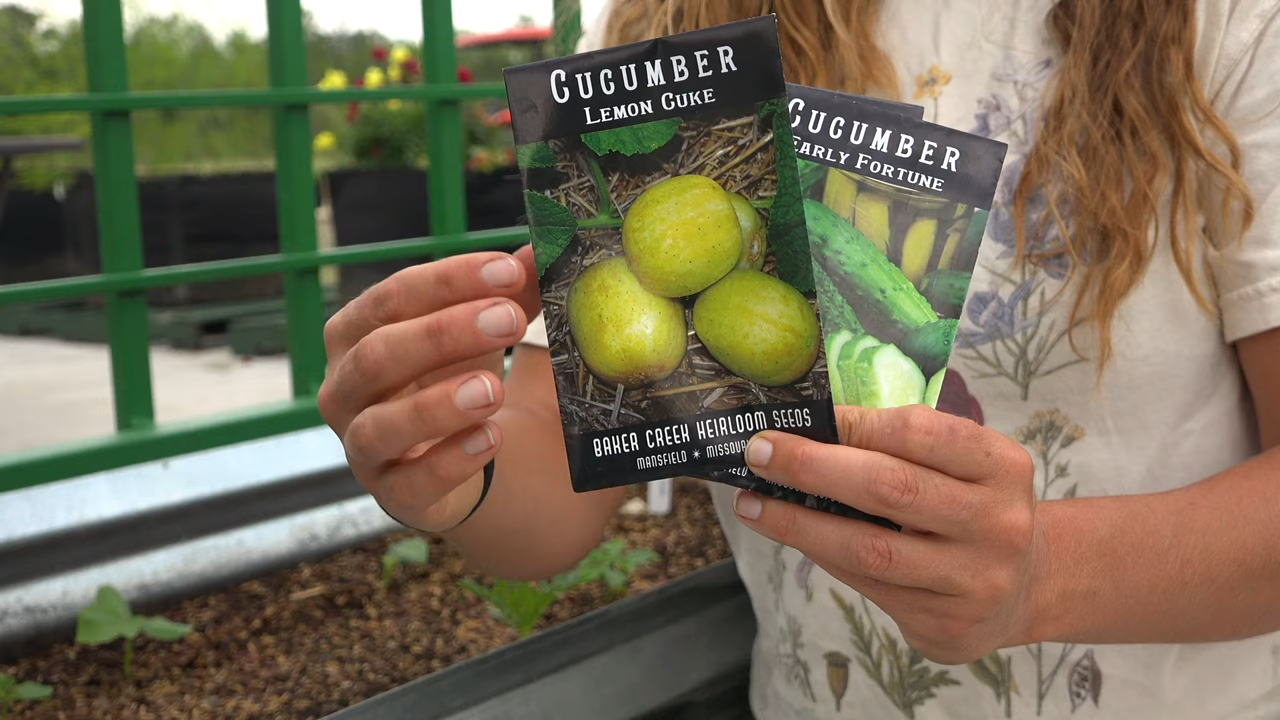 CUCUMBER
LEMON CUKE
BAKER CREEK HEIRLOOM SEEDS
MANSFIELD ✶
CUCUMBER
EARLY FORTUNE